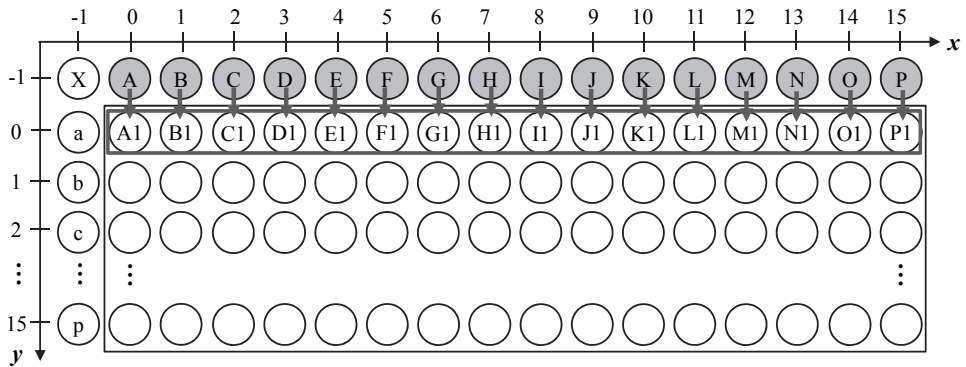 -1 0 1 2 3 4 5 6 7 8 9 10 11 12 13 14 15
x
-1 X A B C D E F G H I J K L M N O P
0 a A1 B1 C1 D1 E1 F1 G1 H1 I1 J1 K1 L1 M1 N1 O1 P1
1 b
2 c
15 p
y